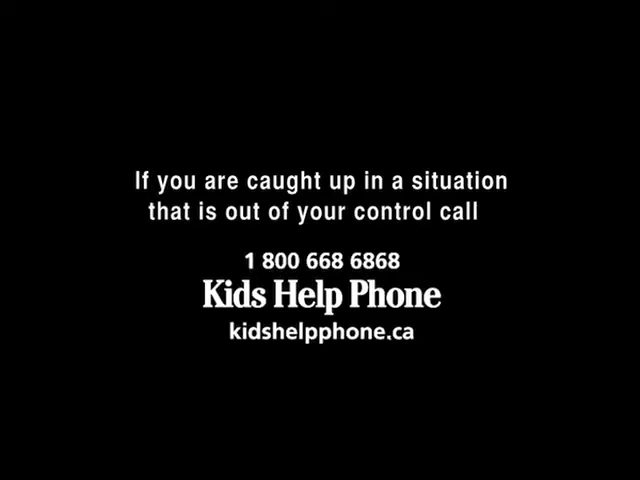 If you are caught up in a situation
that is out of your control call
1 800 668 6868
Kids Help Phone
kidshelpphone.ca